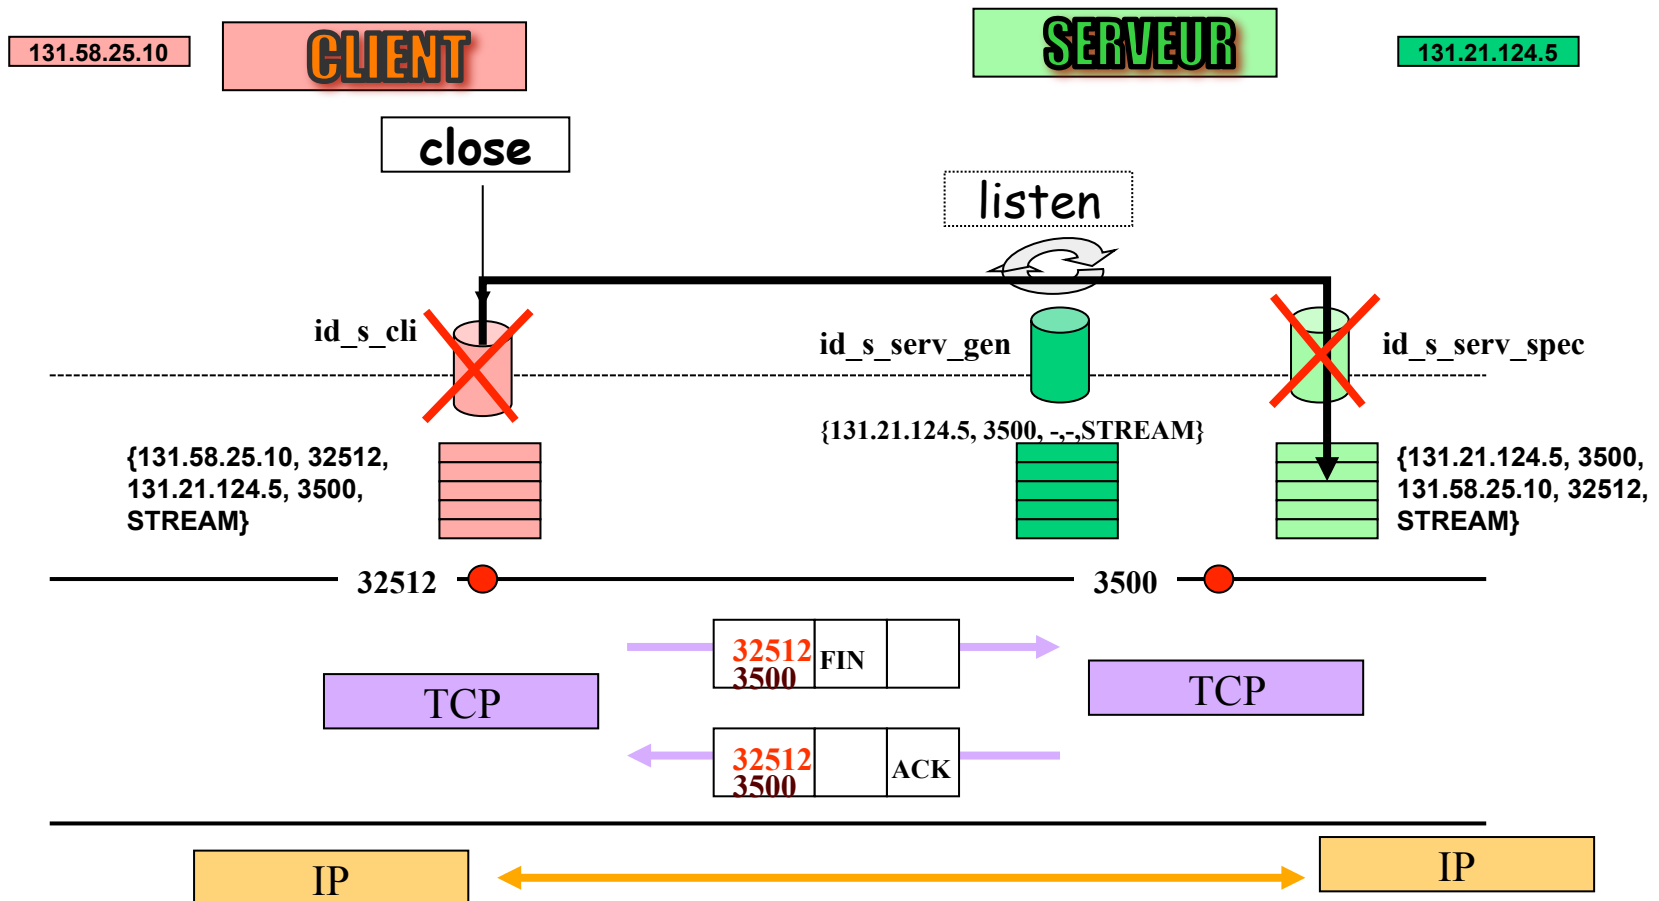 131.58.25.10
CLIENT
SERVEUR
131.21.124.5
close
listen
id_s_cli
id_s_serv_gen
id_s_serv_spec
{131.21.124.5, 3500, -,-,STREAM}
{131.58.25.10, 32512,
131.21.124.5, 3500,
STREAM}
{131.21.124.5, 3500,
131.58.25.10, 32512,
STREAM}
32512
3500
32512
3500
FIN
TCP
TCP
32512
3500
ACK
IP
IP